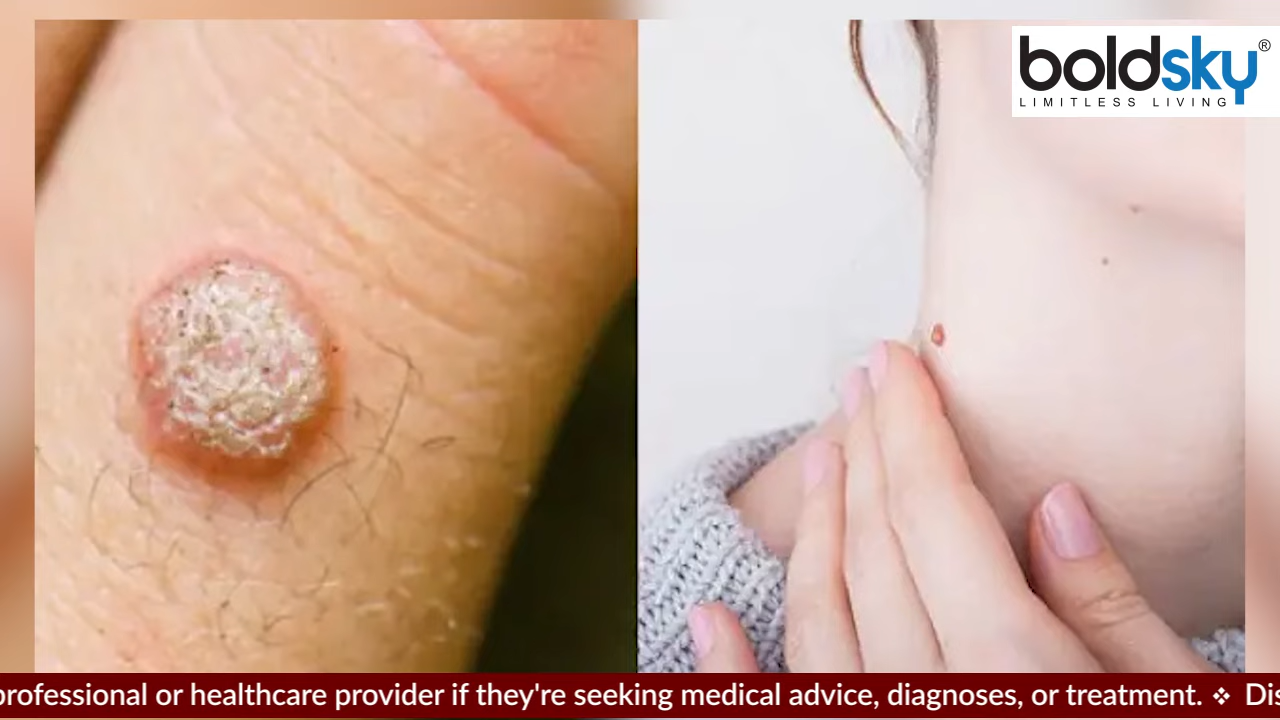 boldsky®
LIMITLESS LIVING
professional or healthcare provider if they're seeking medical advice, diagnoses, or treatment. ❖ Dis